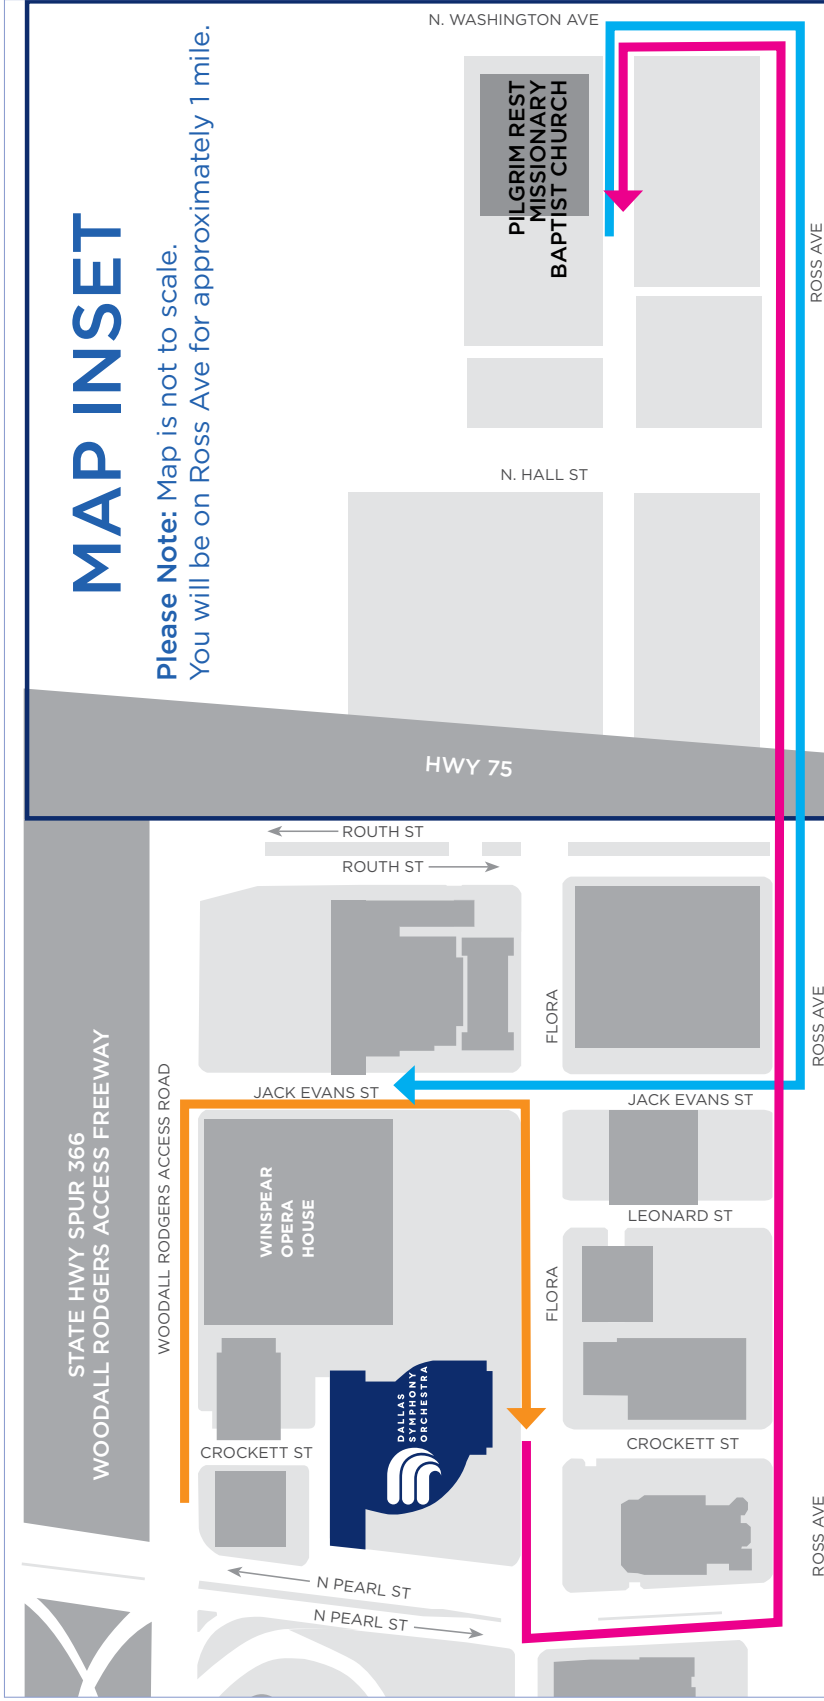 N. WASHINGTON AVE
PILGRIM REST
MISSIONARY
BAPTIST CHURCH
MAP INSET
Please Note: Map is not to scale.
You will be on Ross Ave for approximately 1 mile.
ROSS AVE
N. HALL ST
HWY 75
ROUTH ST
ROUTH ST
FLORA
ROSS AVE
JACK EVANS ST
JACK EVANS ST
STATE HWY SPUR 366
WOODALL RODGERS ACCESS FREEWAY
WOODALL RODGERS ACCESS ROAD
WINSPEAR
OPERA
HOUSE
LEONARD ST
FLORA
DALLAS
SYMPHONY
ORCHESTRA
CROCKETT ST
CROCKETT ST
ROSS AVE
N PEARL ST
N PEARL ST